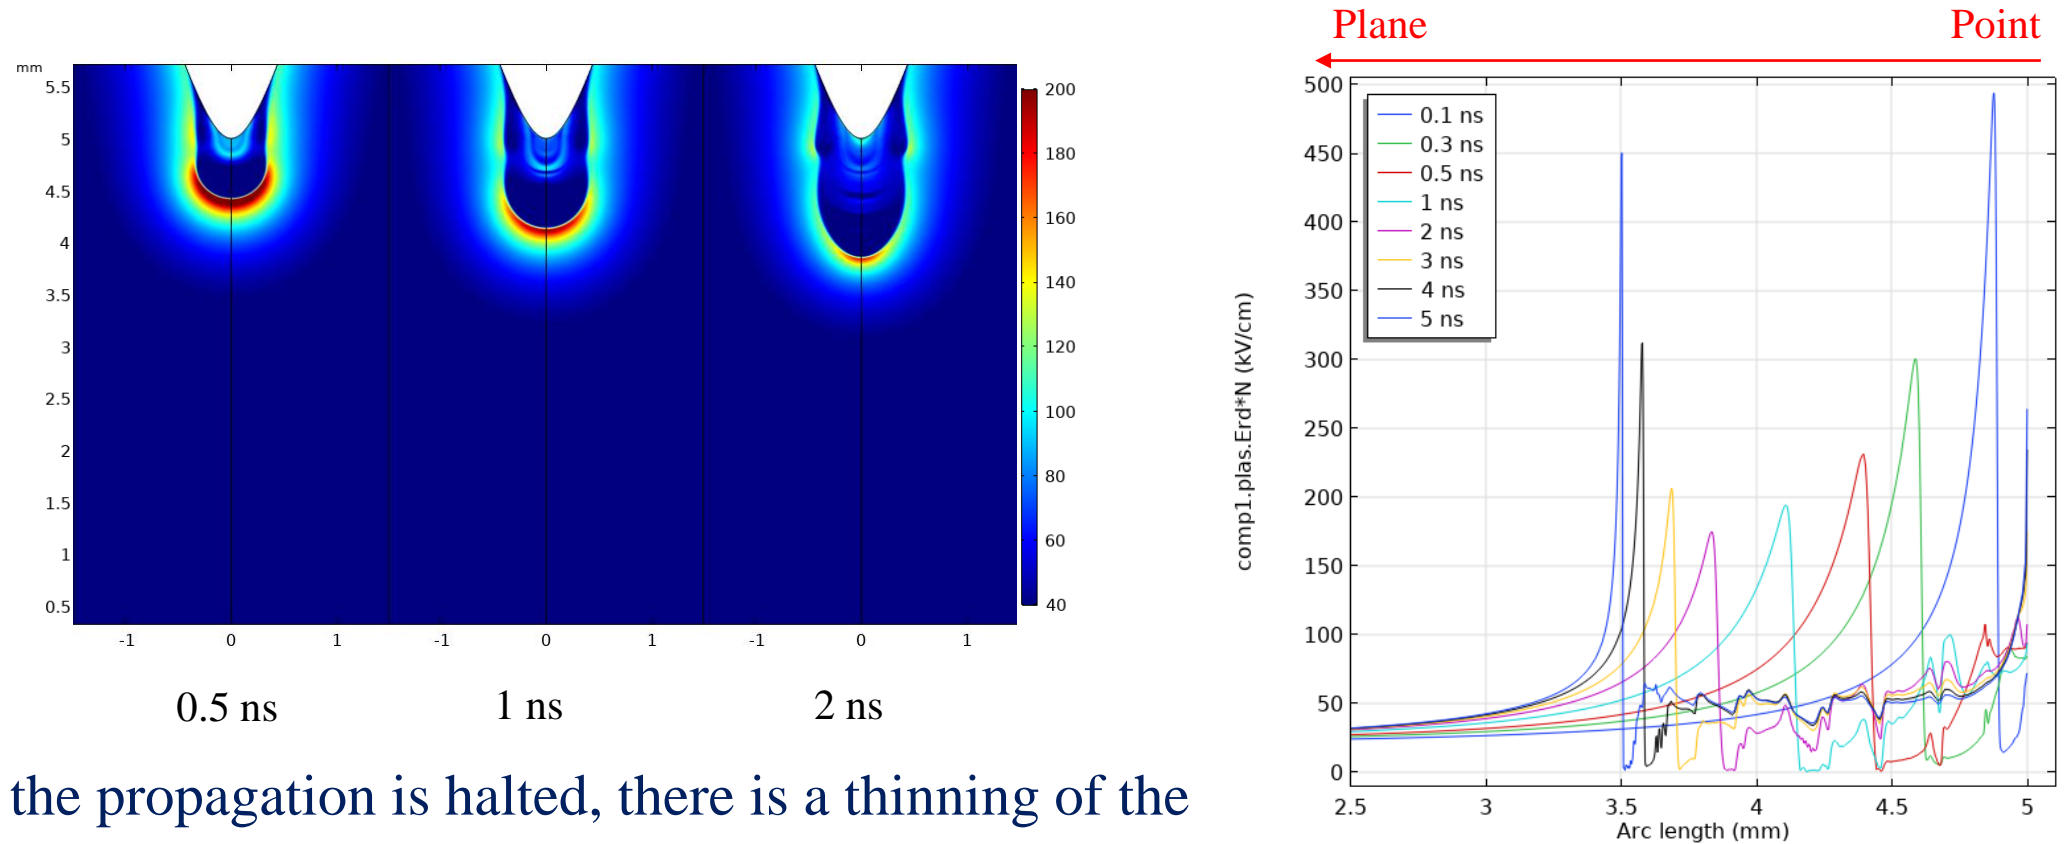 Plane Point
mm
5.5
5
4.5
4
3.5
3
2.5
2
1.5
1
0.5
-1 0 1 -1 0 1 -1 0 1
200
180
160
140
120
100
80
60
40
0.5 ns 1 ns 2 ns
the propagation is halted, there is a thinning of the
comp1.plas.Erd*N (kV/cm)
500
450
400
350
300
250
200
150
100
50
0
0.1 ns
0.3 ns
0.5 ns
1 ns
2 ns
3 ns
4 ns
5 ns
2.5 3 3.5 4 4.5 5
Arc length (mm)